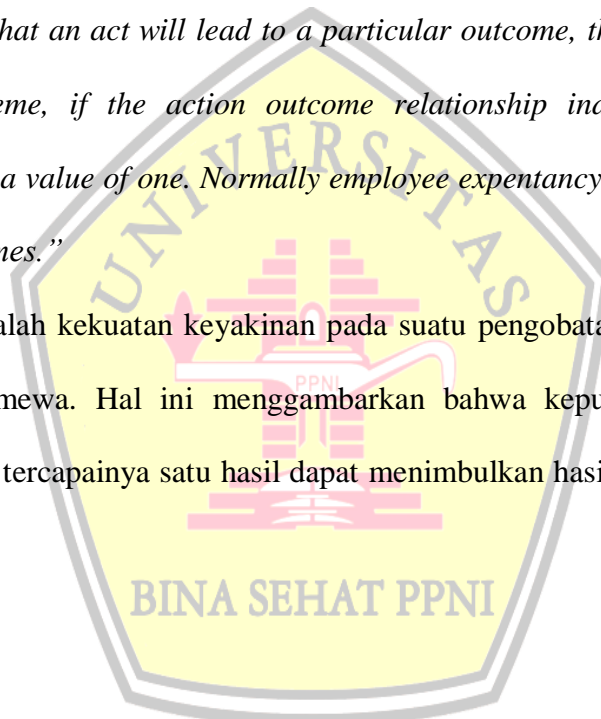 hat an act will lead to a particular outcome, th
eme, if the action outcome relationship
a value of one. Normally employee expentancy
nes."
alah kekuatan keyakinan pada suatu pengobata
mewa. Hal ini menggambarkan bahwa kepu
tercapainya satu hasil dapat menimbulkan hasi
UNIVERSITAS
PPNI
BINA SEHAT PPNI